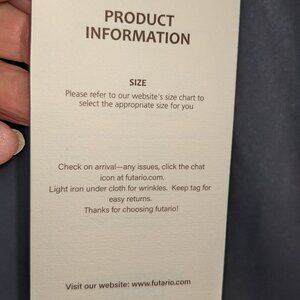 PRODUCT
INFORMATION
SIZE
Please refer to our website's size chart to
select the appropriate size for you
Check on arrival—any issues, click the chat
icon at futario.com.
Light iron under cloth for wrinkles. Keep tag for
easy returns.
Thanks for choosing futario!
Visit our website: www.futario.com